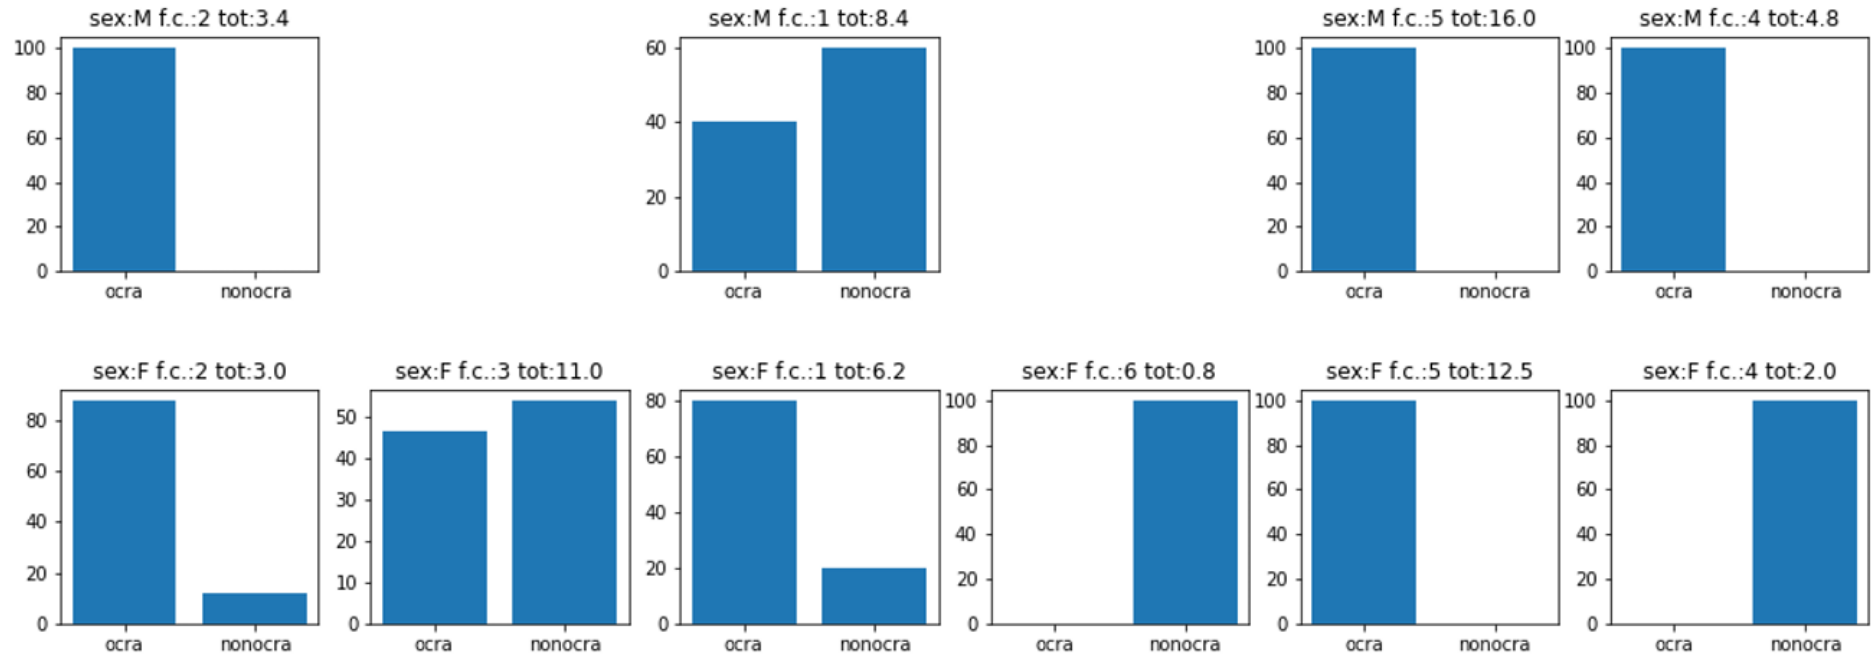 sex:M f.c.:2 tot:3.4
100
80
60
40
20
0
ocra nonocra
sex:M f.c.:1 tot:8.4
60
40
20
0
ocra nonocra
sex:M f.c.:5 tot:16.0
100
80
60
40
20
0
ocra nonocra
sex:M f.c.:4 tot:4.8
100
80
60
40
20
0
ocra nonocra
sex:F f.c.:2 tot:3.0
80
60
40
20
0
ocra nonocra
sex:F f.c.:3 tot:11.0
50
40
30
20
10
0
ocra nonocra
sex:F f.c.:1 tot:6.2
80
60
40
20
0
ocra nonocra
sex:F f.c.:6 tot:0.8
100
80
60
40
20
0
ocra nonocra
sex:F f.c.:5 tot:12.5
100
80
60
40
20
0
ocra nonocra
sex:F f.c.:4 tot:2.0
100
80
60
40
20
0
ocra nonocra